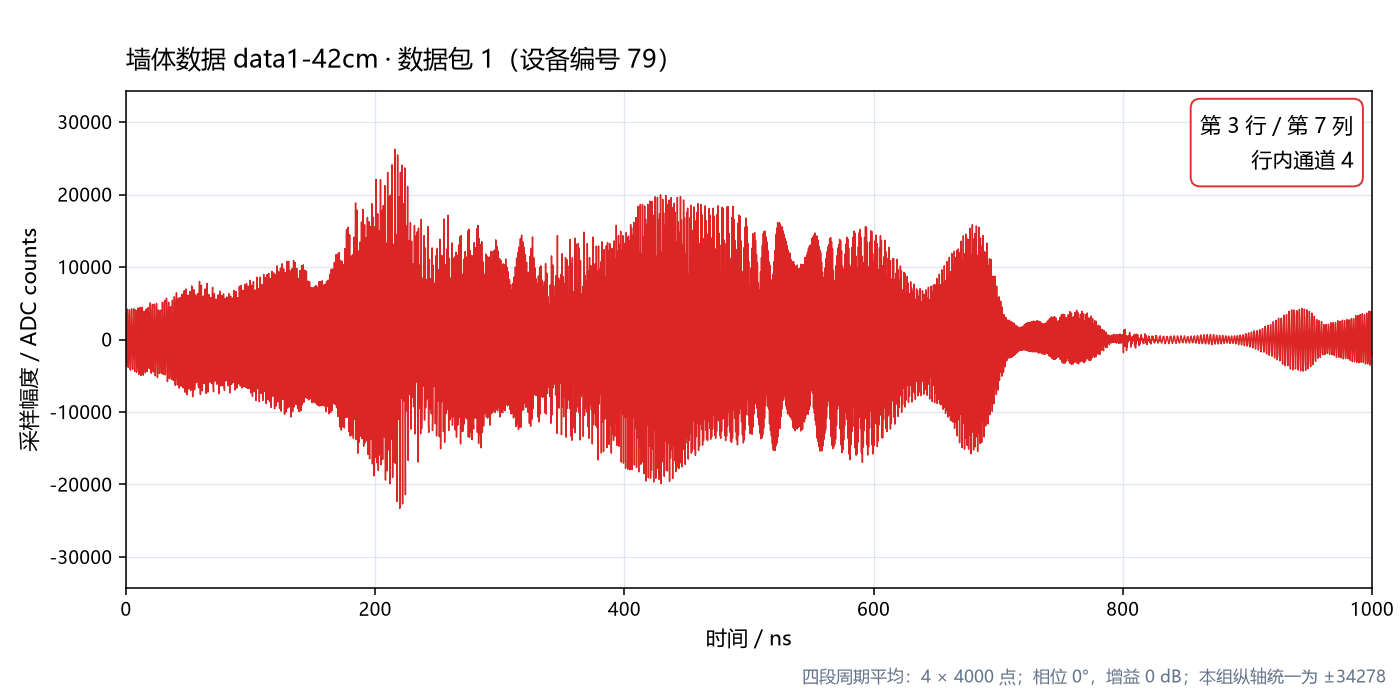 墙体数据 data1-42cm · 数据包 1（设备编号 79）
第 3 行 / 第 7 列
行内通道 4
采样幅度 / ADC counts
30000
20000
10000
0
-10000
-20000
-30000
0
200
400
600
800
1000
时间 / ns
四段周期平均：4 × 4000 点；相位 0°，增益 0 dB；本组纵轴统一为 ±34278